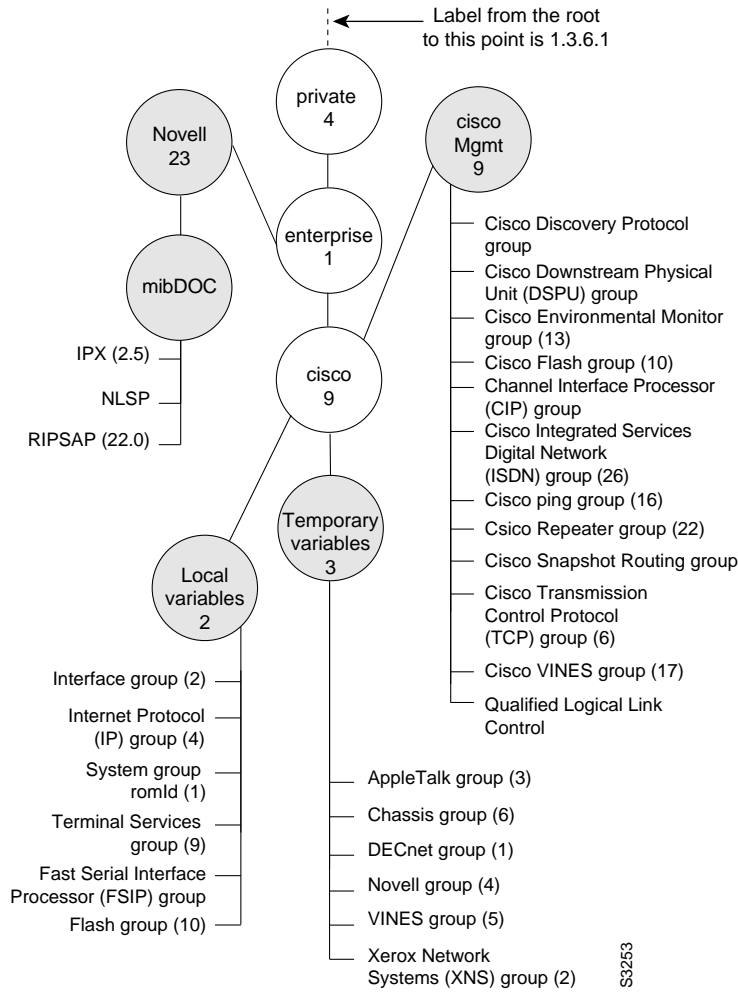 Label from the root
to this point is 1.3.6.1
private
4
Novell
23
cisco
Mgmt
9
enterprise
1
mibDOC
IPX (2.5)
NLSP
RIPSAP (22.0)
cisco
9
Cisco Discovery Protocol
group
Cisco Downstream Physical
Unit (DSPU) group
Cisco Environmental Monitor
group (13)
Cisco Flash group (10)
Channel Interface Processor
(CIP) group
Cisco Integrated Services
Digital Network
(ISDN) group (26)
Cisco ping group (16)
Csico Repeater group (22)
Cisco Snapshot Routing group
Cisco Transmission
Control Protocol
(TCP) group (6)
Cisco VINES group (17)
Qualified Logical Link
Control
Temporary
variables
3
Local
variables
2
Interface group (2)
Internet Protocol
(IP) group (4)
System group
romId (1)
Terminal Services
group (9)
Fast Serial Interface
Processor (FSIP) group
Flash group (10)
AppleTalk group (3)
Chassis group (6)
DECnet group (1)
Novell group (4)
VINES group (5)
Xerox Network
Systems (XNS) group (2)
S3253